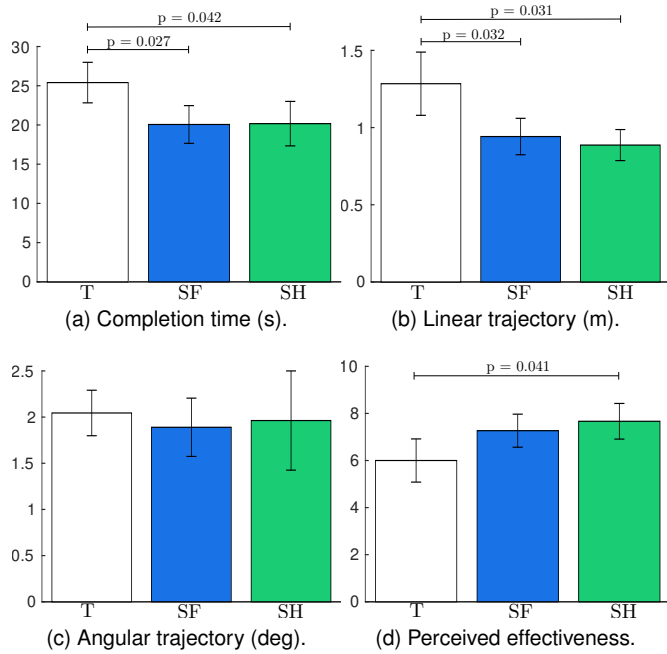 p = 0.042
p = 0.027
30
25
20
15
10
5
0
T SF SH
(a) Completion time (s).
p = 0.031
p = 0.032
1.5
1
0.5
0
T SF SH
(b) Linear trajectory (m).
2.5
2
1.5
1
0.5
0
T SF SH
(c) Angular trajectory (deg).
p = 0.041
10
8
6
4
2
0
T SF SH
(d) Perceived effectiveness.